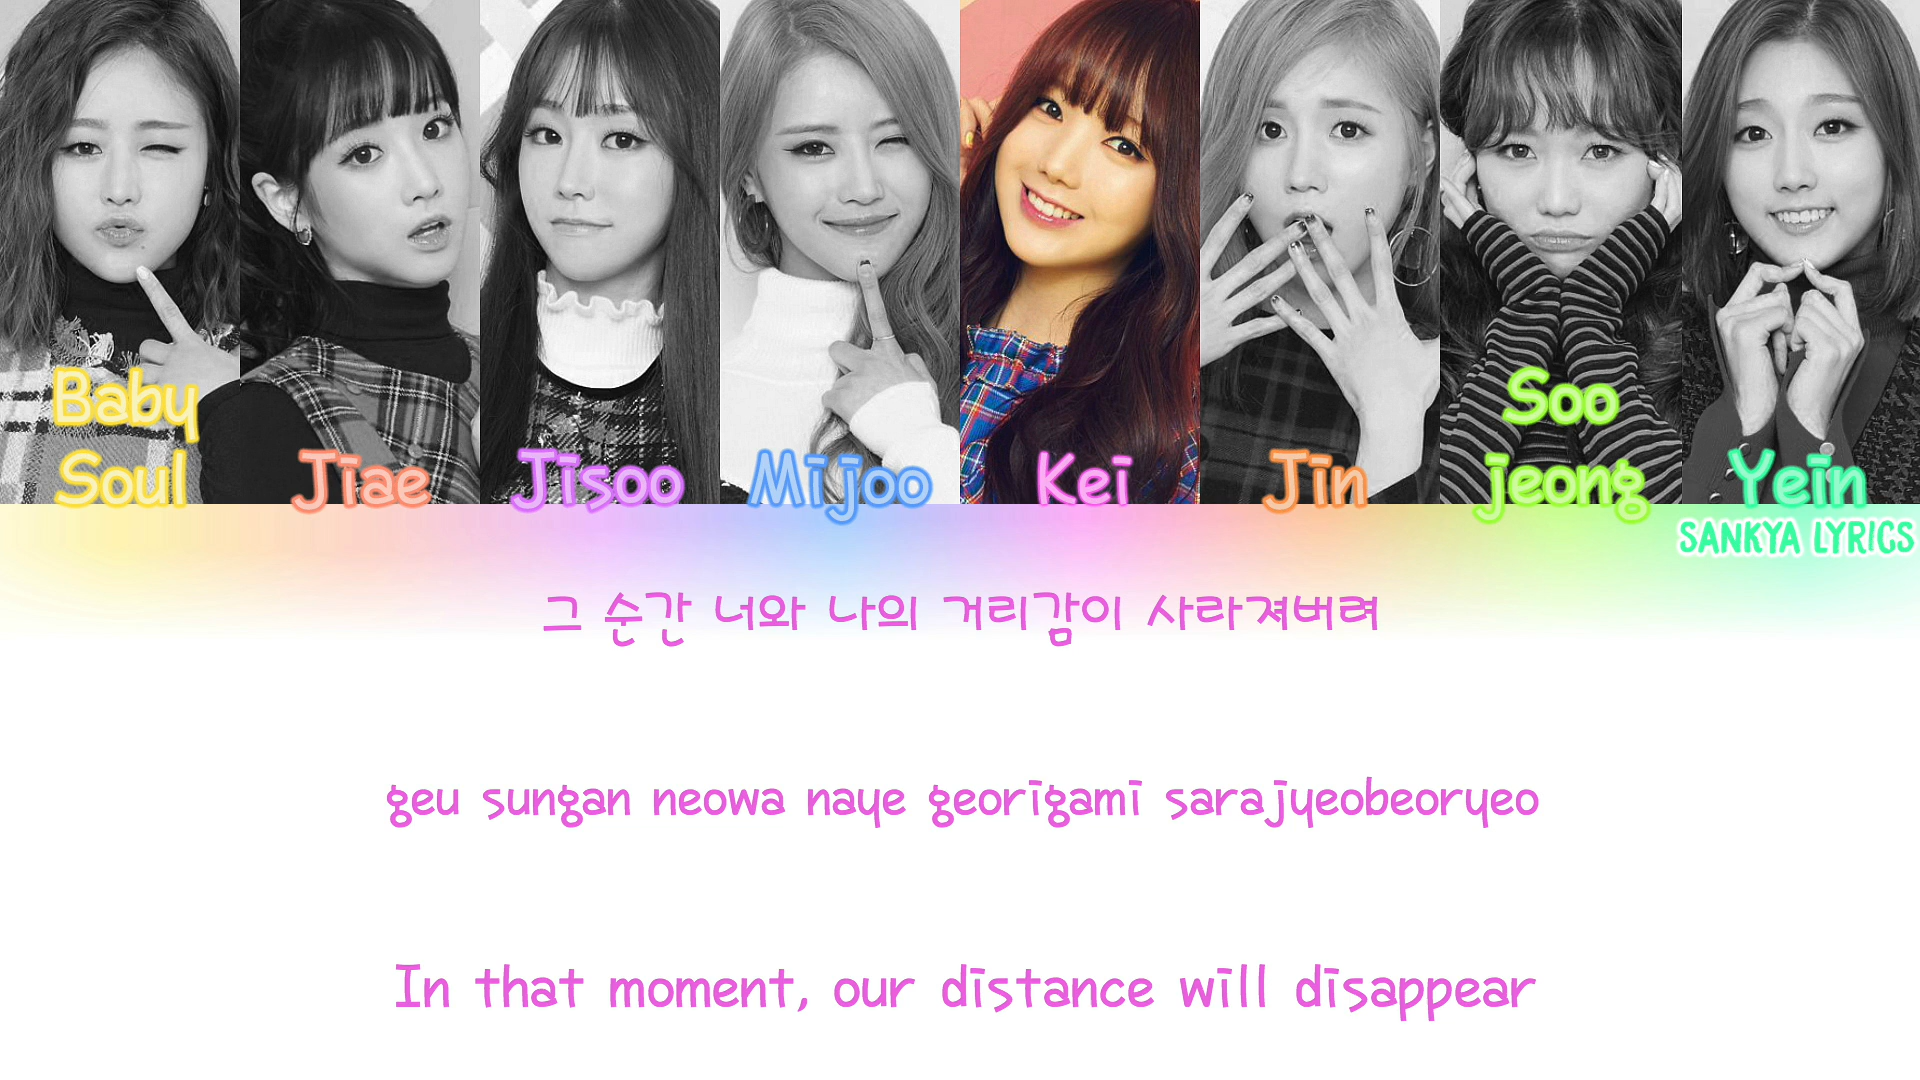 Baby
Soul
Jiae
Jisoo
Mijoo
Kei
Jin
Soo
jeong
Yein
SANKYA LYRICS
그 순간 너와 나의 거리감이 사라져버려
geu sungan neowa naye georigami sarajyeobeoryeo
In that moment, our distance will disappear